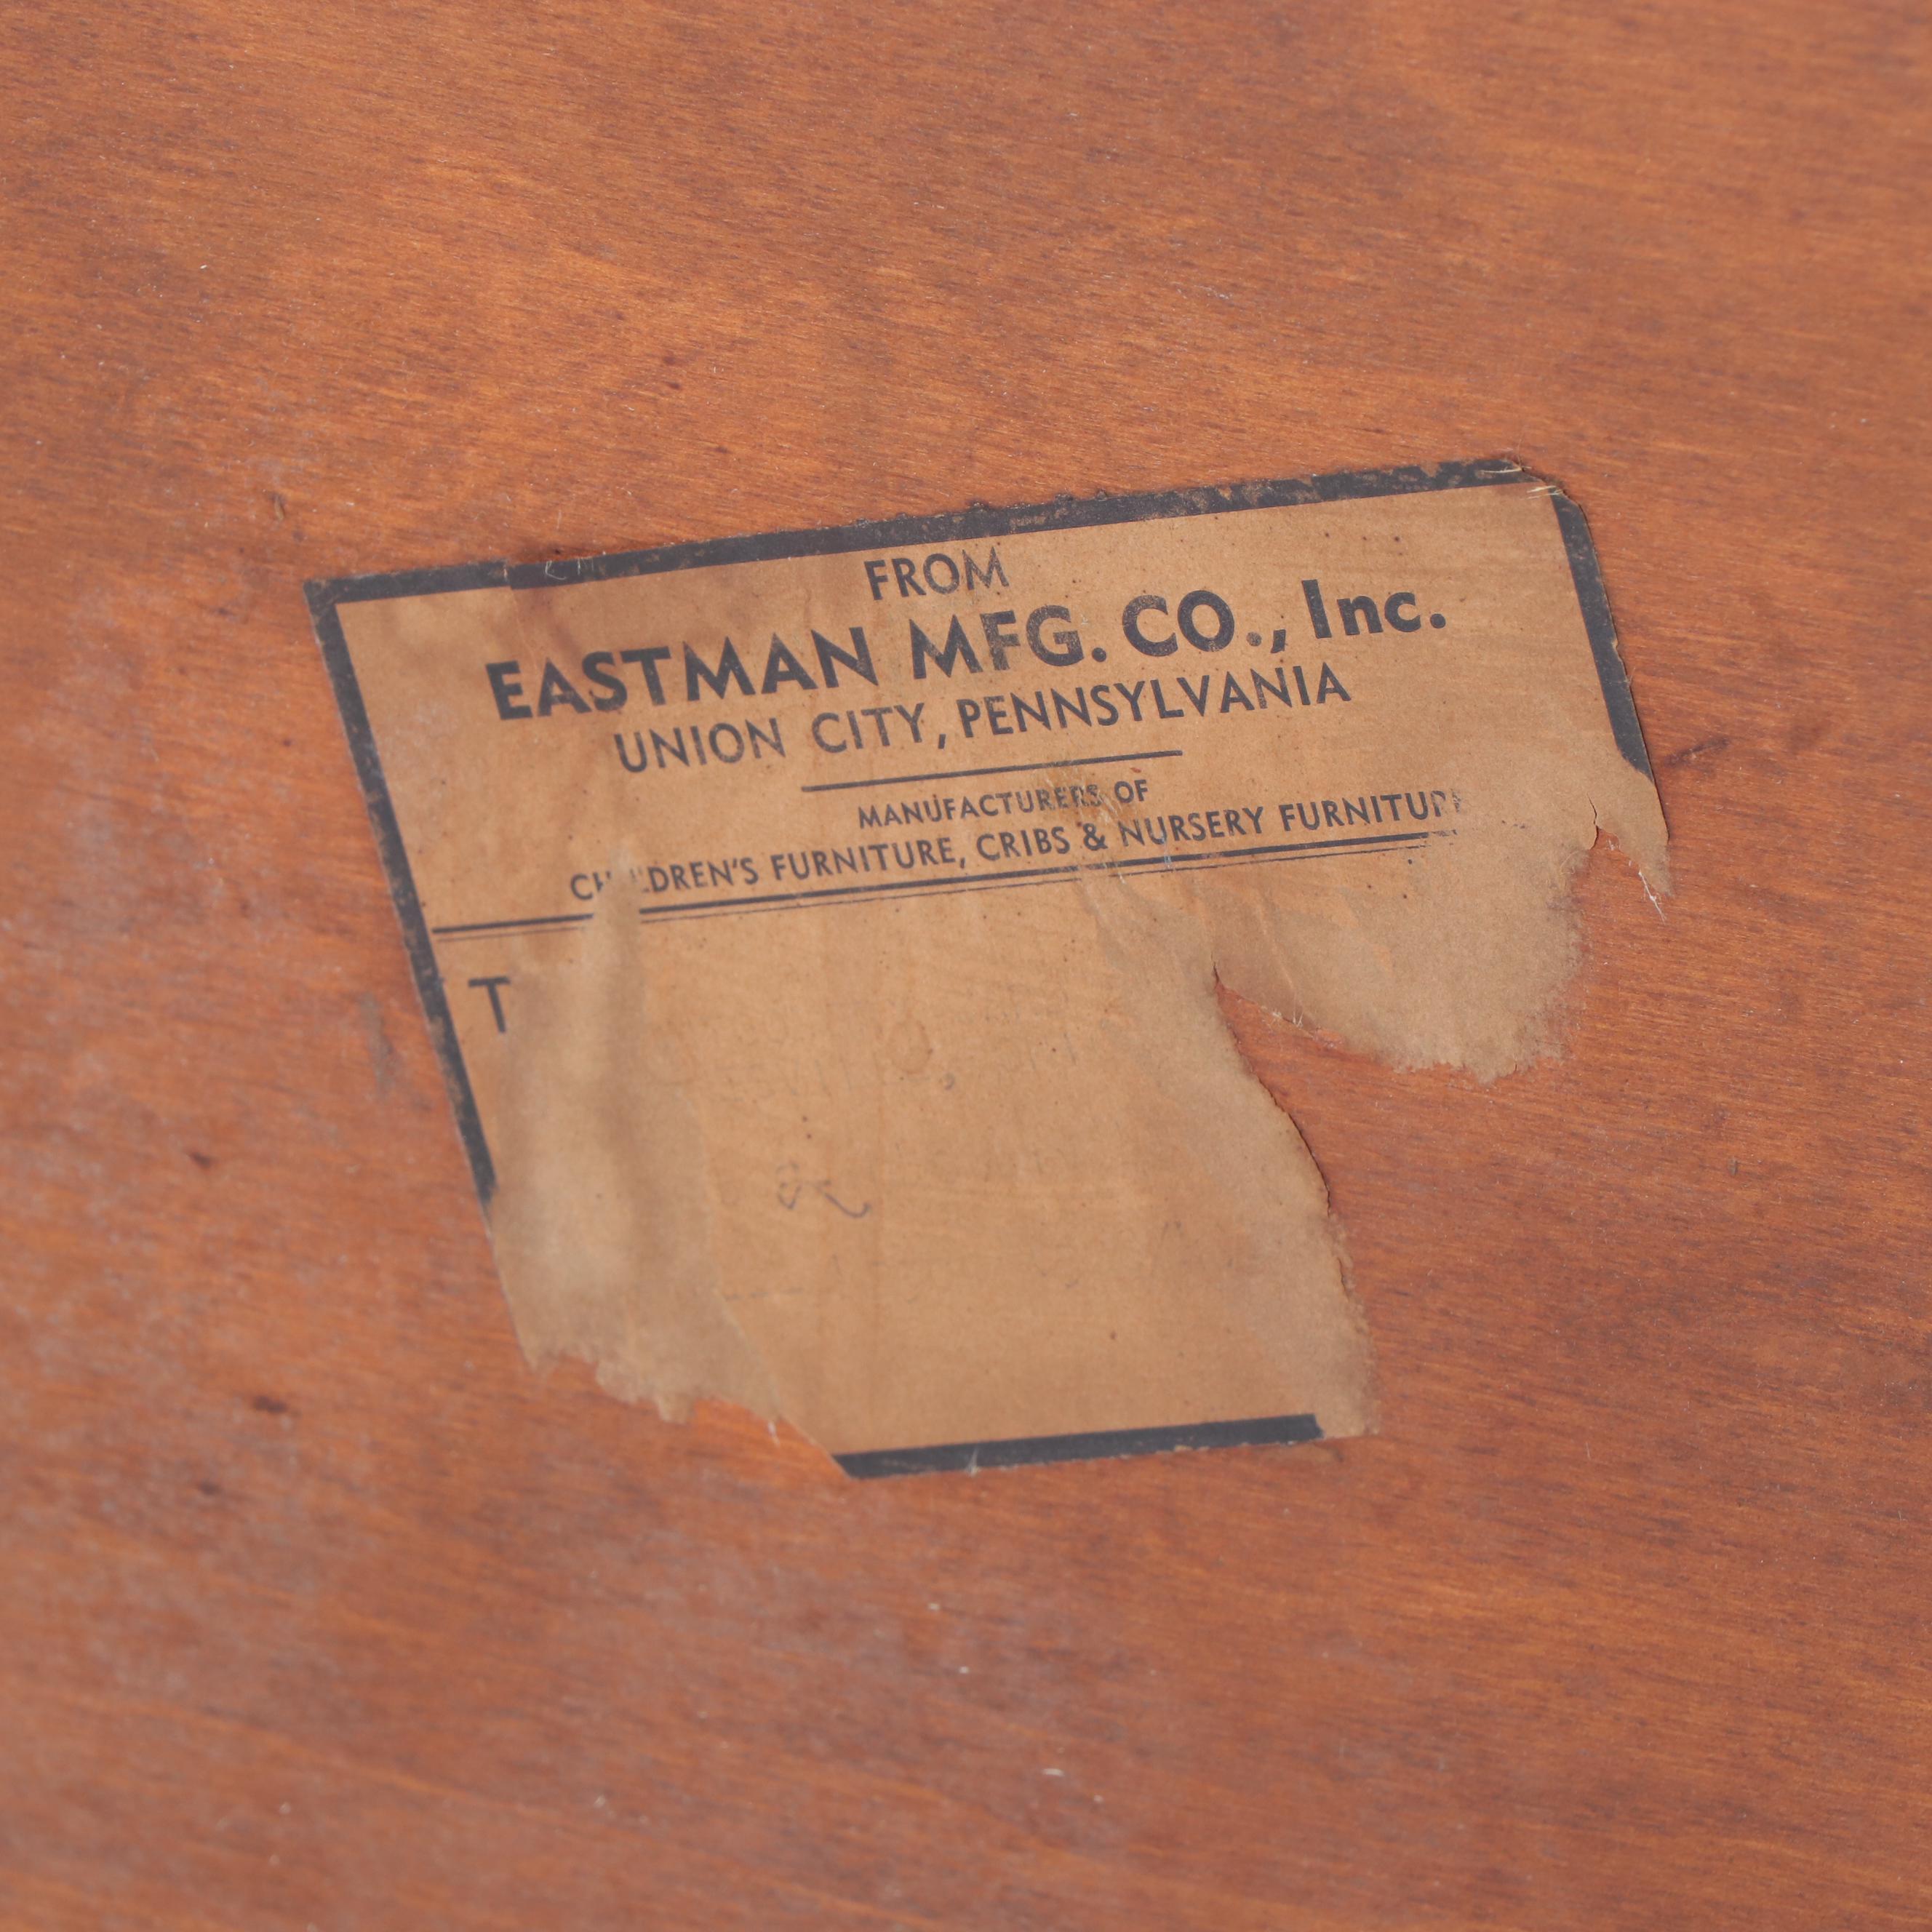 FROM
EASTMAN MFG. CO., Inc.
UNION CITY, PENNSYLVANIA
MANUFACTURERS OF
CHILDREN'S FURNITURE, CRIBS & NURSERY FURNITURE
T